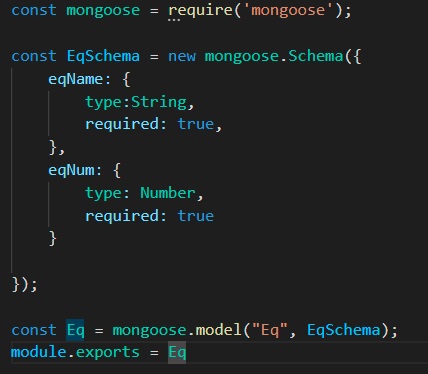 const mongoose = require('mongoose');
const EqSchema = new mongoose.Schema({
    eqName: {
        type:String,
        required: true,
    },
    eqNum: {
        type: Number,
        required: true
    }
});
const Eq = mongoose.model("Eq", EqSchema);
module.exports = Eq